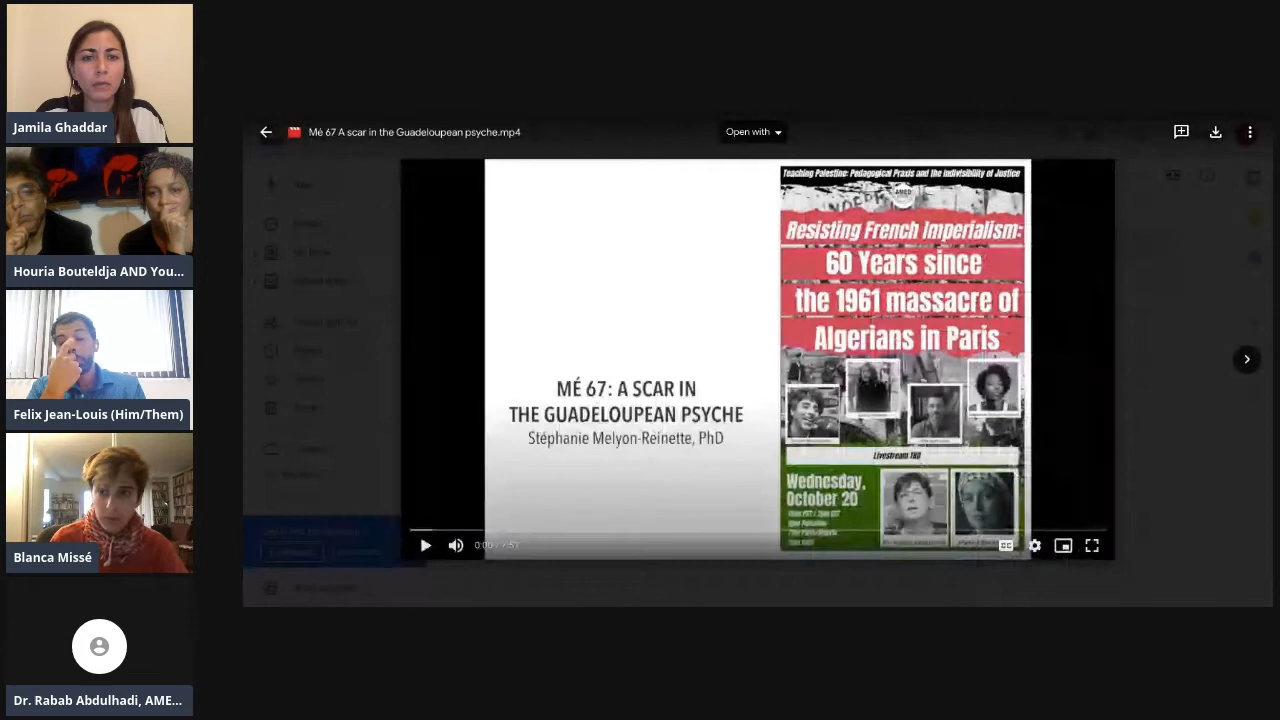 Jamila Ghaddar
Houria Bouteldja AND You...
Felix Jean-Louis (Him/Them)
Blanca Missé
Dr. Rabab Abdulhadi, AME...
Mé 67 A scar in the Guadeloupean psyche.mp4
Open with
MÉ 67: A SCAR IN
THE GUADELOUPEAN PSYCHE
Stéphanie Melyon-Reinette, PhD
Teaching Palestine: Pedagogical Praxis and the Indivisibility of Justice
AMED
Resisting French Imperialism:
60 Years since
the 1961 massacre of
Algerians in Paris
Livestream
Wednesday,
October 20
CC